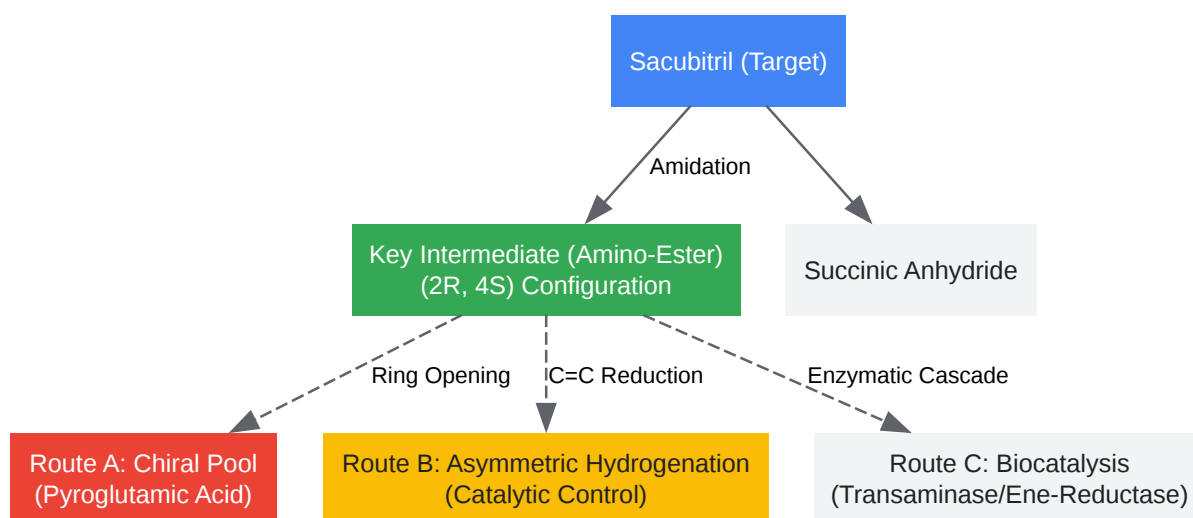 Sacubitril (Target)
Amidation
Key Intermediate (Amino-Ester)
(2R, 4S) Configuration
Succinic Anhydride
Ring Opening
C=C Reduction
Enzymatic Cascade
Route A: Chiral Pool
(Pyroglutamic Acid)
Route B: Asymmetric Hydrogenation
(Catalytic Control)
Route C: Biocatalysis
(Transaminase/Ene-Reductase)